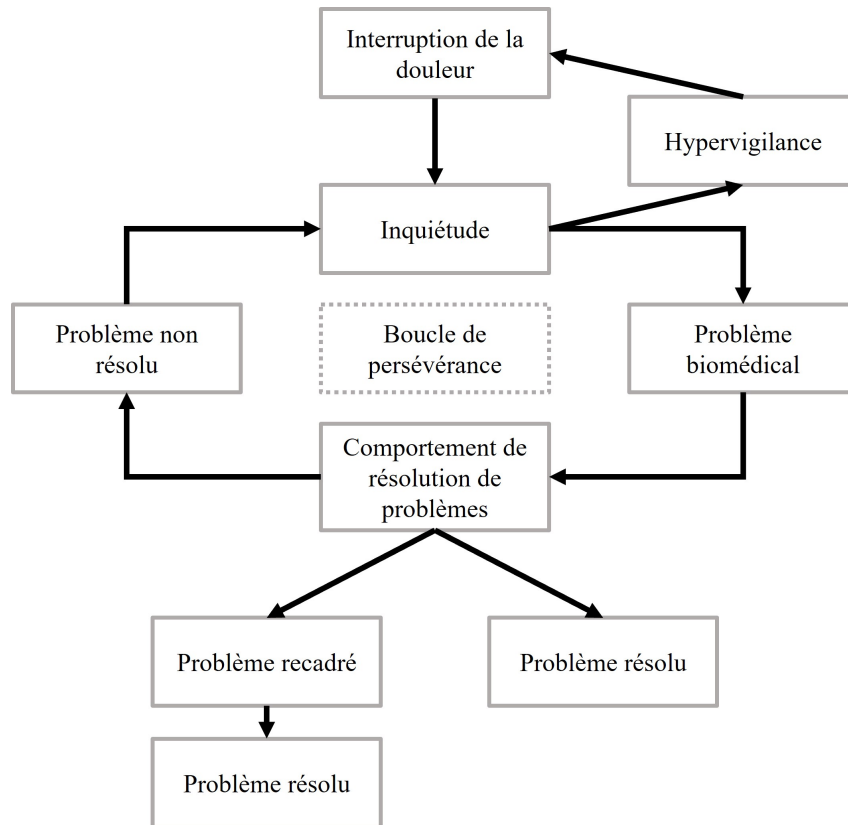 Interruption de la
douleur
Hypervigilance
Inquiétude
Problème non
résolu
Boucle de
persévérance
Problème
biomédical
Comportement de
résolution de
problèmes
Problème recadré
Problème résolu
Problème résolu